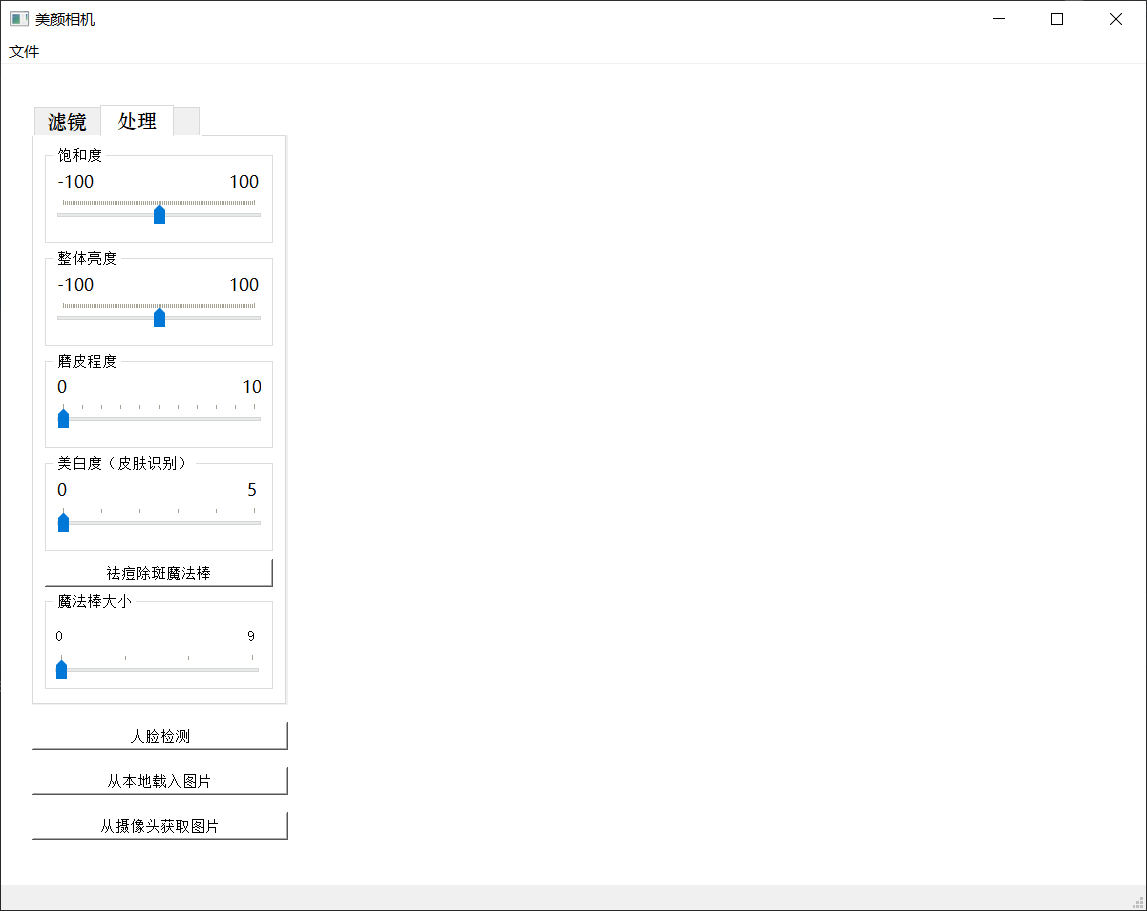 美颜相机
文件
滤镜 处理
饱和度
-100 100
整体亮度
-100 100
磨皮程度
0 10
美白度（皮肤识别）
0 5
祛痘除斑魔法棒
魔法棒大小
0 9
人脸检测
从本地载入图片
从摄像头获取图片